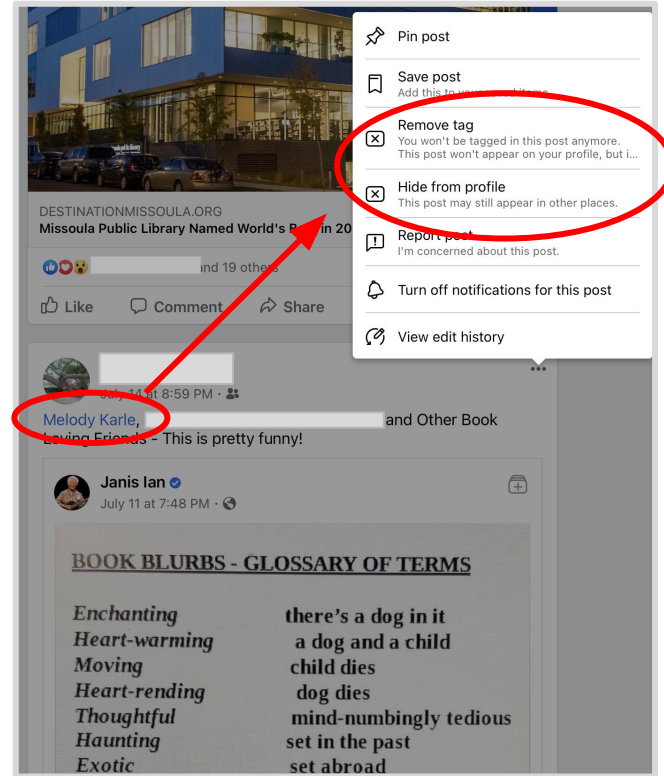 Pin post
Save post
Add this to your saved items.
Remove tag
You won't be tagged in this post anymore.
This post won't appear on your profile, but i...
Hide from profile
This post may still appear in other places.
Report post
I'm concerned about this post.
Turn off notifications for this post
View edit history
DESTINATIONMISSOULA.ORG
Missoula Public Library Named World's Best in 20
and 19 others
Like Comment Share
July 14 at 8:59 PM ·
Melody Karle, and Other Book
Loving Friends - This is pretty funny!
Janis Ian
July 11 at 7:48 PM ·
BOOK BLURBS - GLOSSARY OF TERMS
Enchanting there's a dog in it
Heart-warming a dog and a child
Moving child dies
Heart-rending dog dies
Thoughtful mind-numbingly tedious
Haunting set in the past
Exotic set abroad